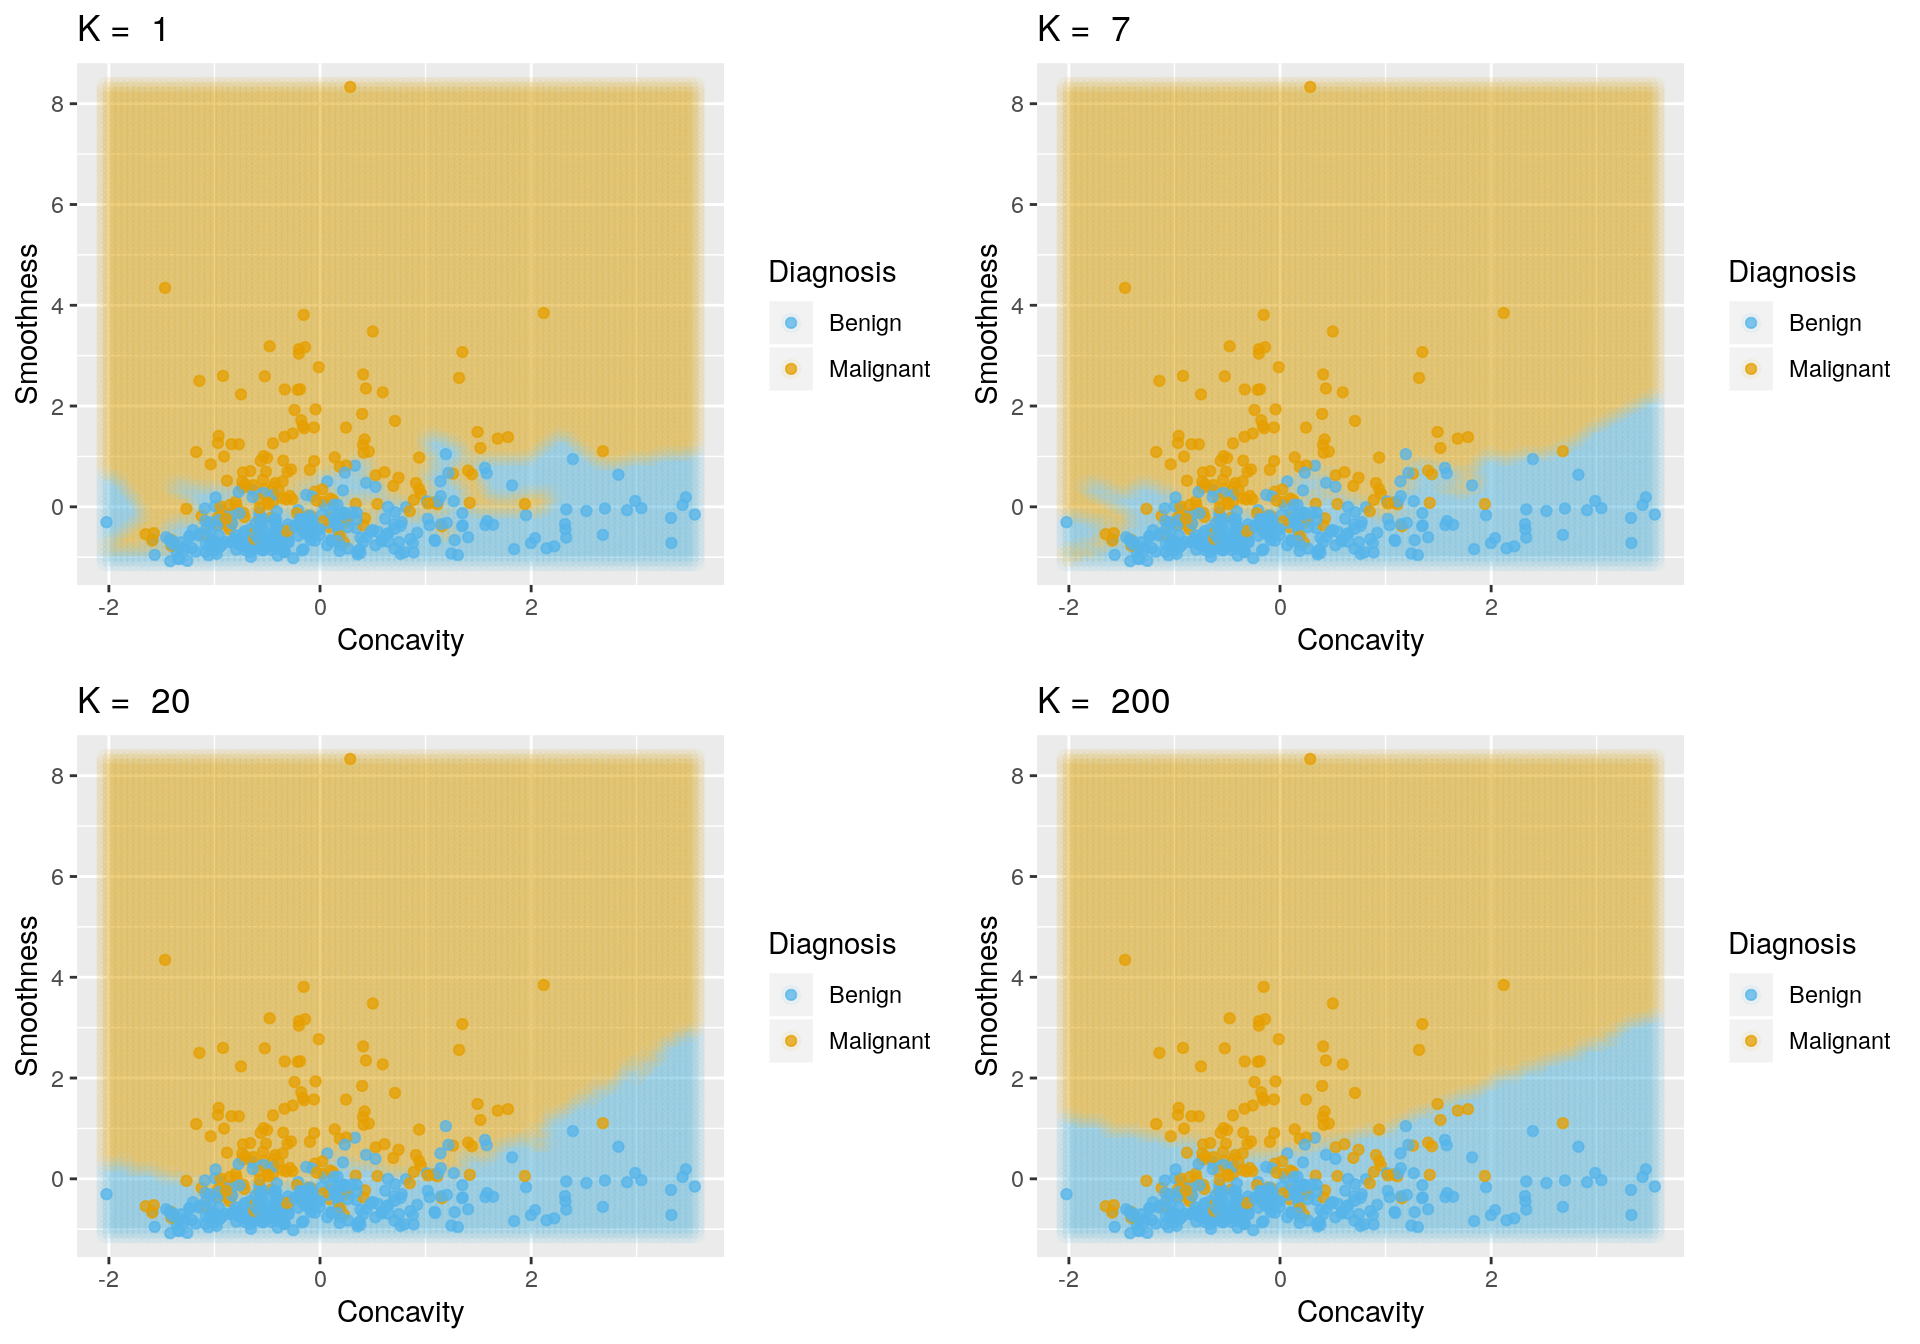 K = 1
8
6
4
2
0
-2
0
2
Smoothness
Concavity
Diagnosis
Benign
Malignant
K = 7
8
6
4
2
0
-2
0
2
Smoothness
Concavity
Diagnosis
Benign
Malignant
K = 20
8
6
4
2
0
-2
0
2
Smoothness
Concavity
Diagnosis
Benign
Malignant
K = 200
8
6
4
2
0
-2
0
2
Smoothness
Concavity
Diagnosis
Benign
Malignant